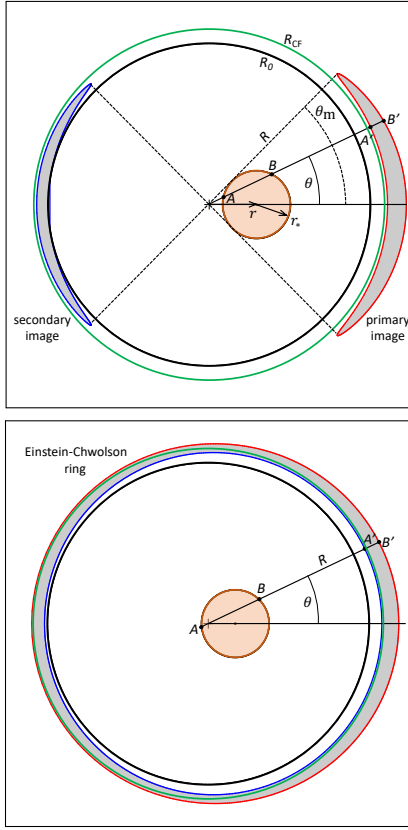 R_CF
R_0
θ_m
R
B′
A′
B
θ
A
r
r_*
secondary
image
primary
image
Einstein-Chwolson
ring
A′
B′
R
B
θ
A